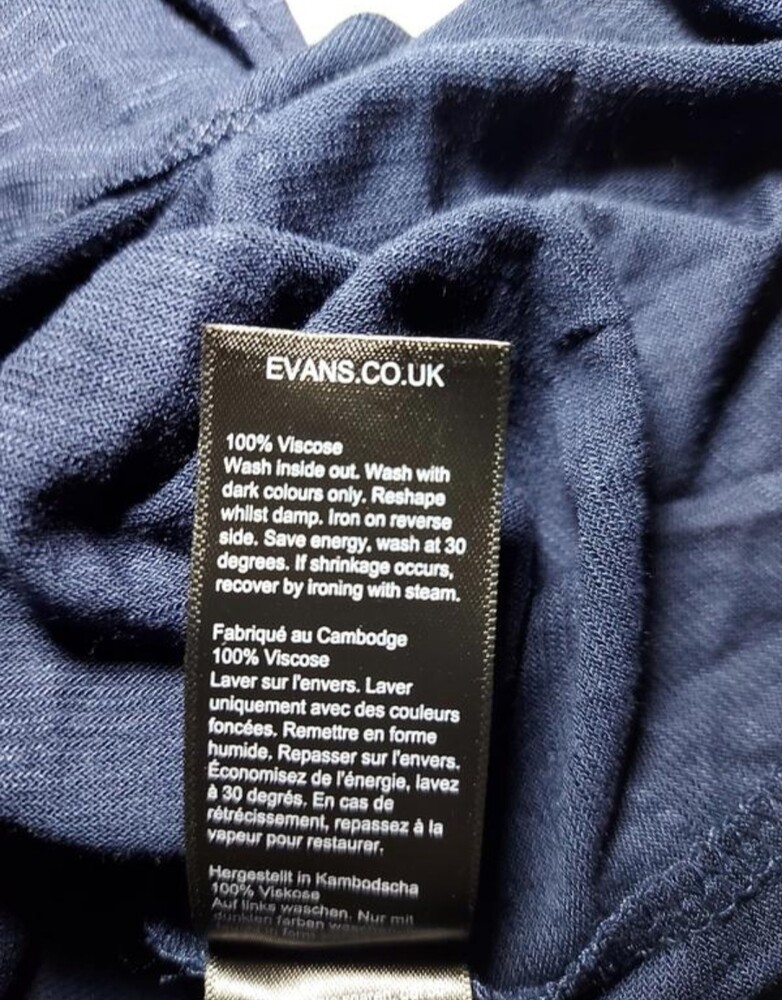 EVANS.CO.UK
100% Viscose
Wash inside out. Wash with
dark colours only. Reshape
whilst damp. Iron on reverse
side. Save energy, wash at 30
degrees. If shrinkage occurs,
recover by ironing with steam.
Fabriqué au Cambodge
100% Viscose
Laver sur l'envers. Laver
uniquement avec des couleurs
foncées. Remettre en forme
humide. Repasser sur l'envers.
Économisez de l'énergie, lavez
à 30 degrés. En cas de
rétrécissement, repassez à la
vapeur pour restaurer.
Hergestellt in Kambodscha
100% Viskose
Auf links waschen. Nur mit
dunklen farben